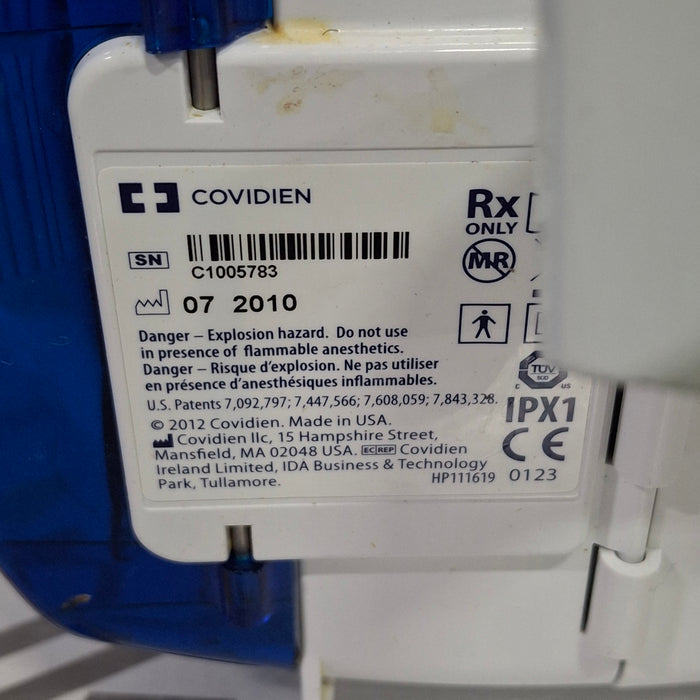 COVIDIEN
Rx
ONLY
SN
C1005783
MR
07 2010
Danger – Explosion hazard. Do not use
in presence of flammable anesthetics.
Danger – Risque d'explosion. Ne pas utiliser
en présence d'anesthésiques inflammables.
TÜV
SÜD
C US
U.S. Patents 7,092,797; 7,447,566; 7,608,059; 7,843,328.
IPX1
© 2012 Covidien. Made in USA.
Covidien llc, 15 Hampshire Street,
Mansfield, MA 02048 USA. EC REP Covidien
Ireland Limited, IDA Business & Technology
Park, Tullamore.
HP111619
CE
0123